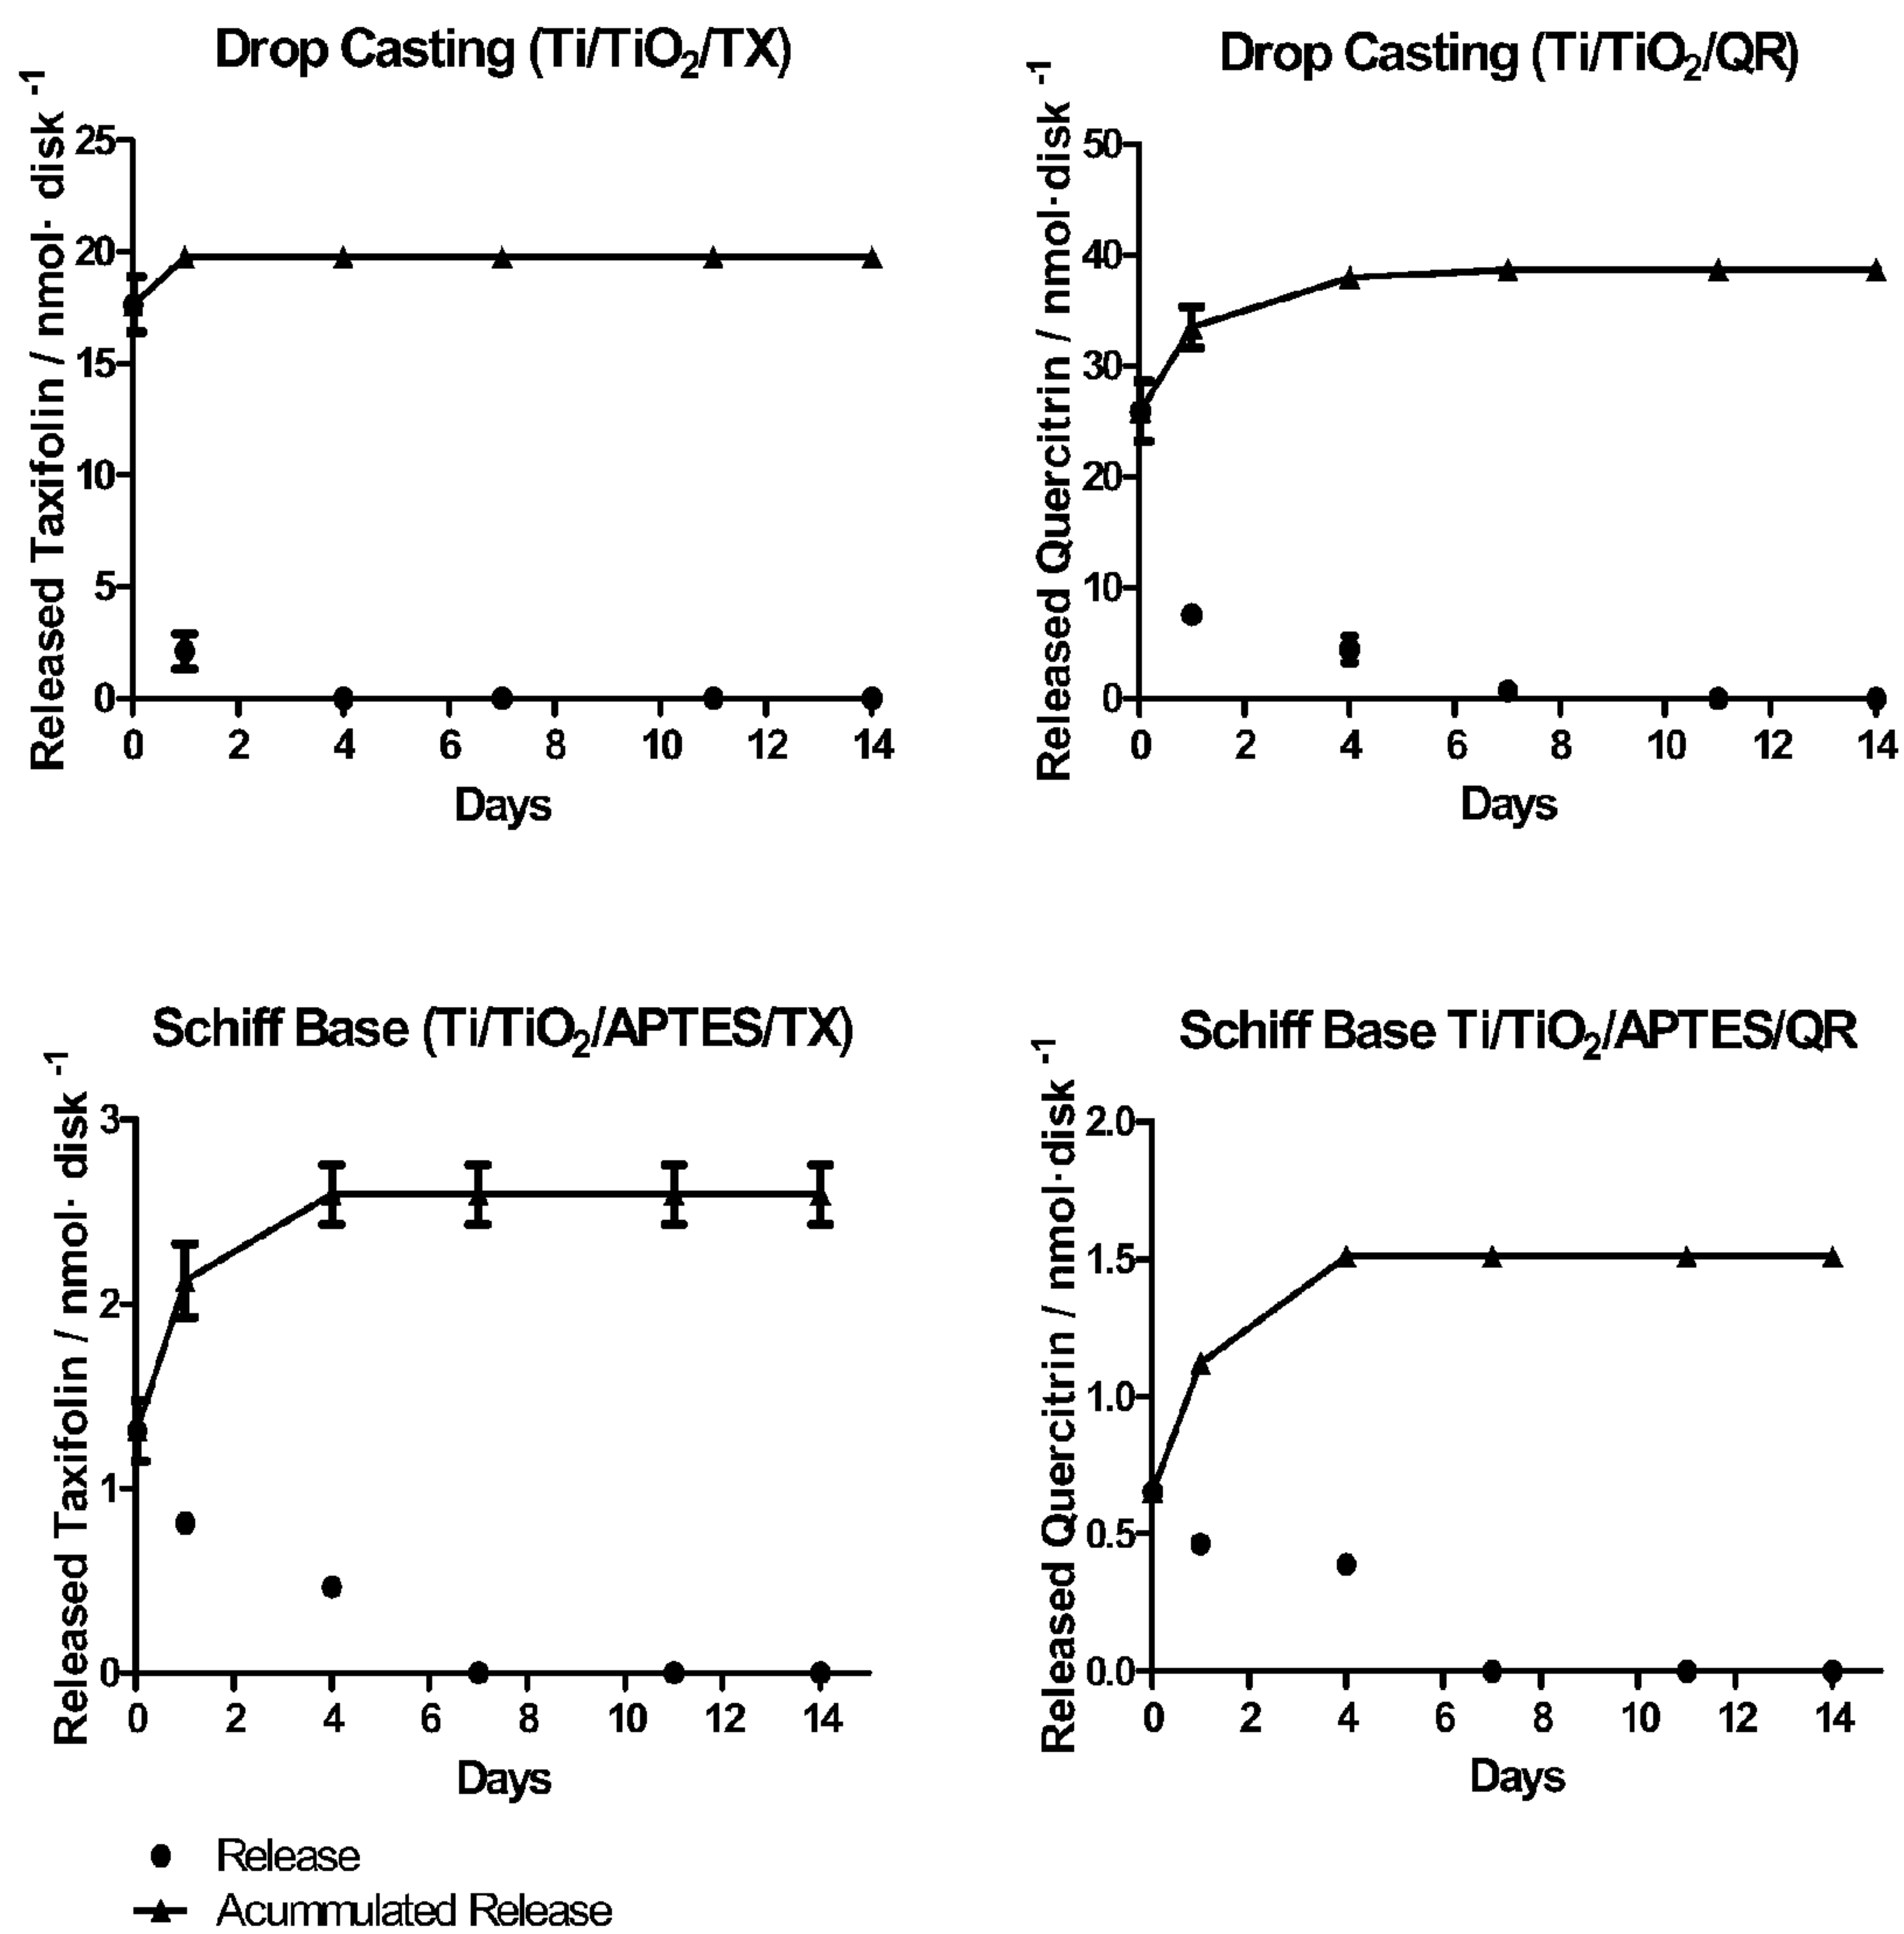 Drop Casting (Ti/TiO₂/TX)
Released Taxifolin / nmol· disk ⁻¹
25
20
15
10
5
0
0 2 4 6 8 10 12 14
Days
Drop Casting (Ti/TiO₂/QR)
Released Quercitrin / nmol·disk ⁻¹
50
40
30
20
10
0
0 2 4 6 8 10 12 14
Days
Schiff Base (Ti/TiO₂/APTES/TX)
Released Taxifolin / nmol· disk ⁻¹
3
2
1
0
0 2 4 6 8 10 12 14
Days
Schiff Base Ti/TiO₂/APTES/QR
Released Quercitrin / nmol·disk ⁻¹
2.0
1.5
1.0
0.5
0.0
0 2 4 6 8 10 12 14
Days
Release
Acummulated Release